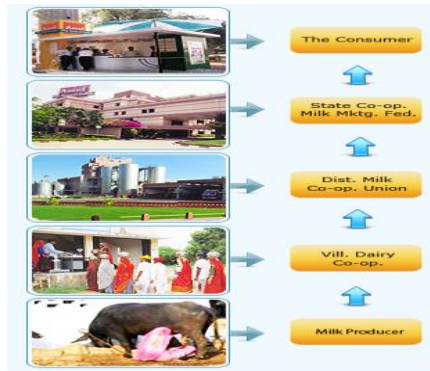 Amul
The Consumer
State Co-op.
Milk Mktg. Fed.
Dist. Milk
Co-op. Union
Vill. Dairy
Co-op.
Milk Producer